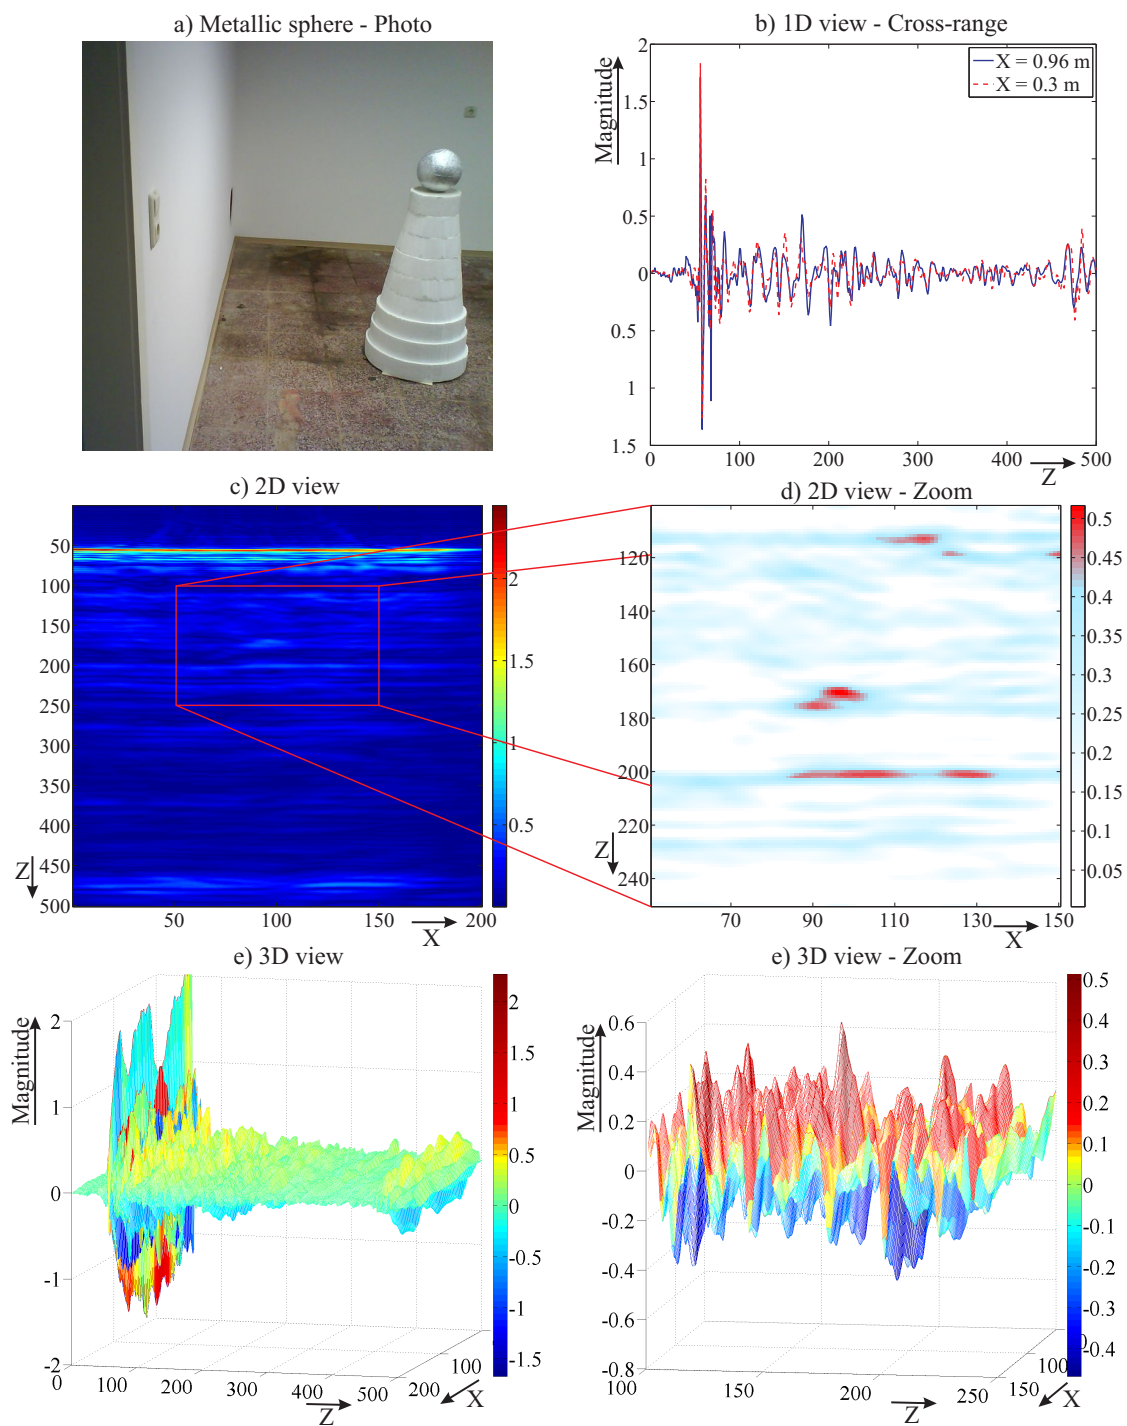 a) Metallic sphere - Photo
b) 1D view - Cross-range
Magnitude
2
1.5
1
0.5
0
0.5
1
1.5
X = 0.96 m
X = 0.3 m
0 100 200 300 400 500
Z
c) 2D view
50
100
150
200
250
300
350
400
450
500
Z
50 100 150 200
X
2
1.5
1
0.5
d) 2D view - Zoom
120
140
160
180
200
220
240
Z
70 90 110 130 150
X
0.5
0.45
0.4
0.35
0.3
0.25
0.2
0.15
0.1
0.05
e) 3D view
Magnitude
2
1
0
-1
-2
0 100 200 300 400 500
Z
200 100
X
2
1.5
1
0.5
0
-0.5
-1
-1.5
e) 3D view - Zoom
Magnitude
0.6
0.4
0.2
0
-0.2
-0.4
-0.6
-0.8
100 150 200 250
Z
150 100
X
0.5
0.4
0.3
0.2
0.1
0
-0.1
-0.2
-0.3
-0.4